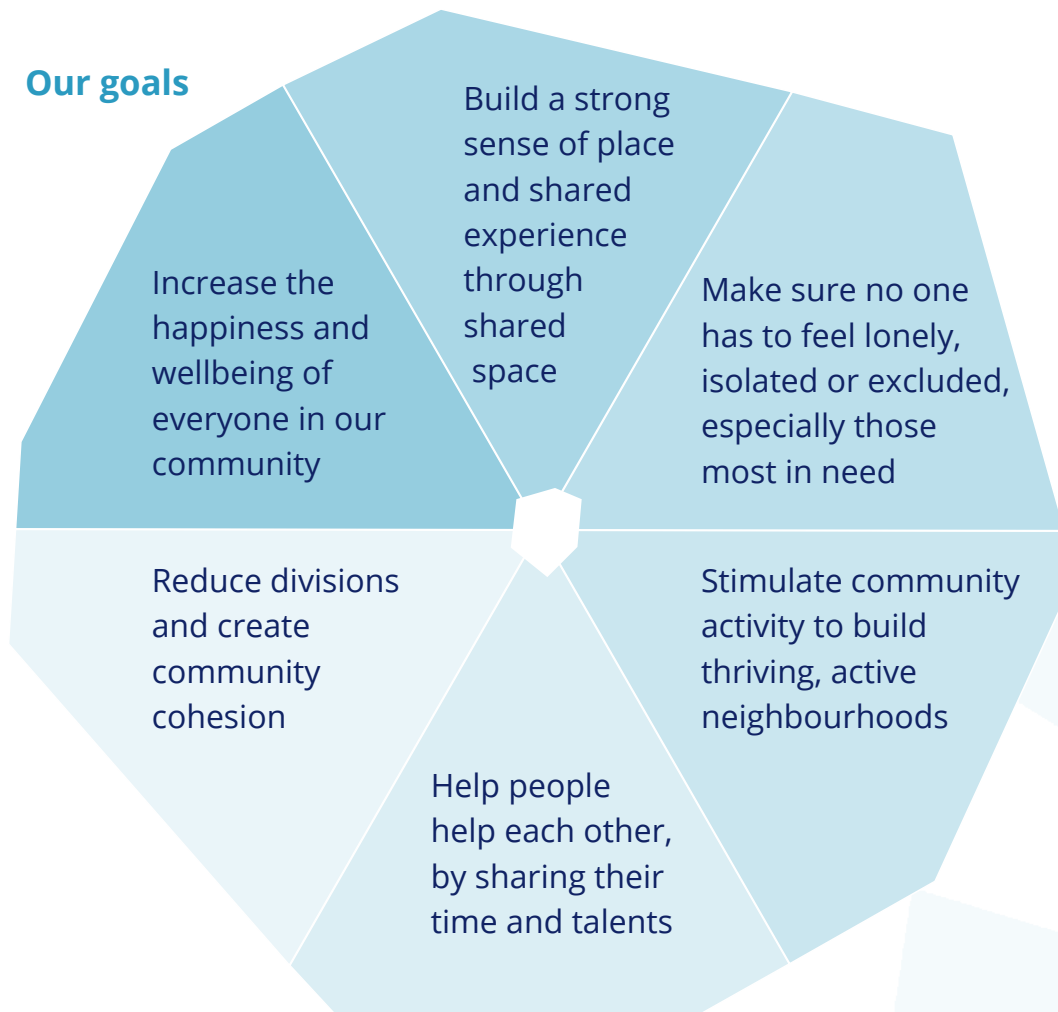 Our goals
Build a strong
sense of place
and shared
experience
through
shared
space
Make sure no one
has to feel lonely,
isolated or excluded,
especially those
most in need
Stimulate community
activity to build
thriving, active
neighbourhoods
Help people
help each other,
by sharing their
time and talents
Reduce divisions
and create
community
cohesion
Increase the
happiness and
wellbeing of
everyone in our
community